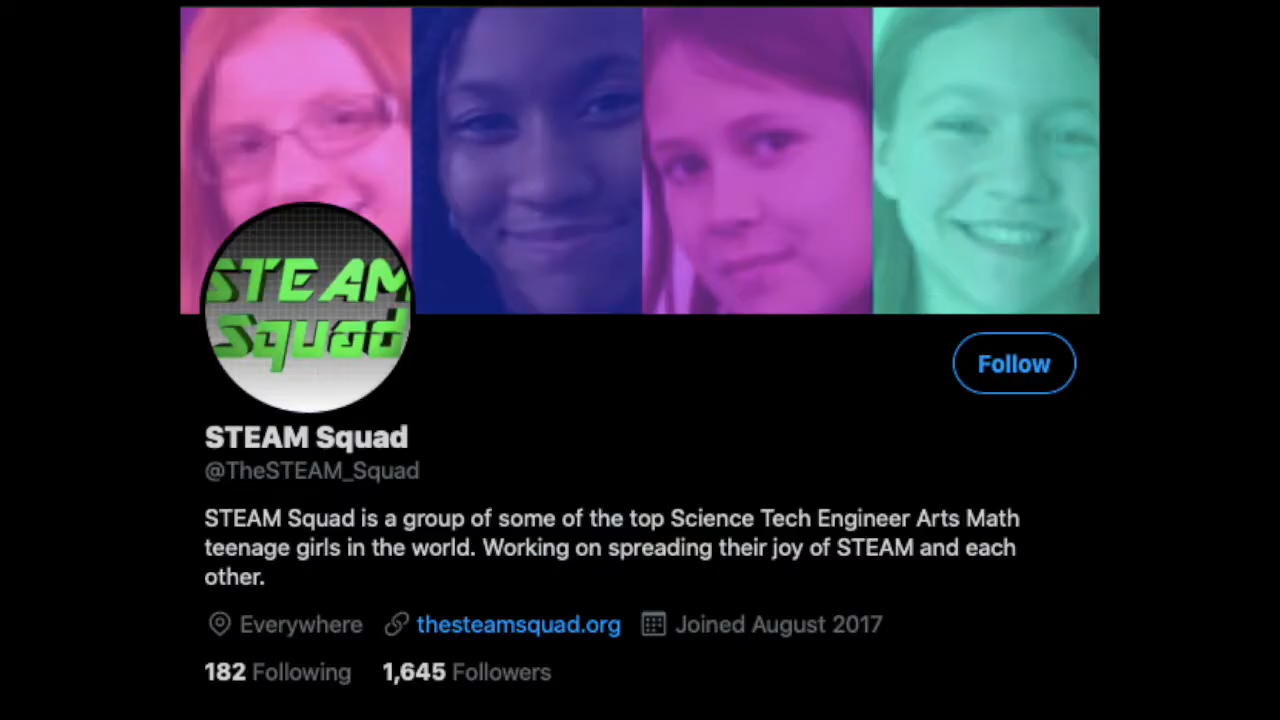 STEAM
Squad
Follow
STEAM Squad
@TheSTEAM_Squad
STEAM Squad is a group of some of the top Science Tech Engineer Arts Math
teenage girls in the world. Working on spreading their joy of STEAM and each
other.
Everywhere thesteamsquad.org Joined August 2017
182 Following 1,645 Followers